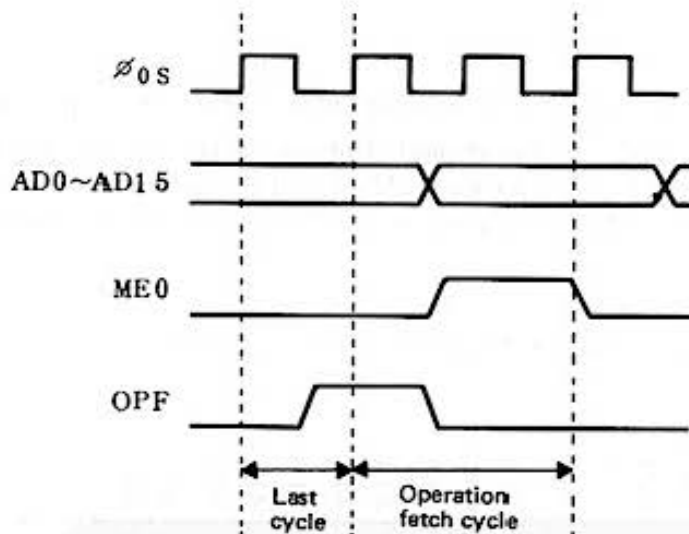 Ø0S
AD0~AD15
ME0
OPF
Last
cycle
Operation
fetch cycle